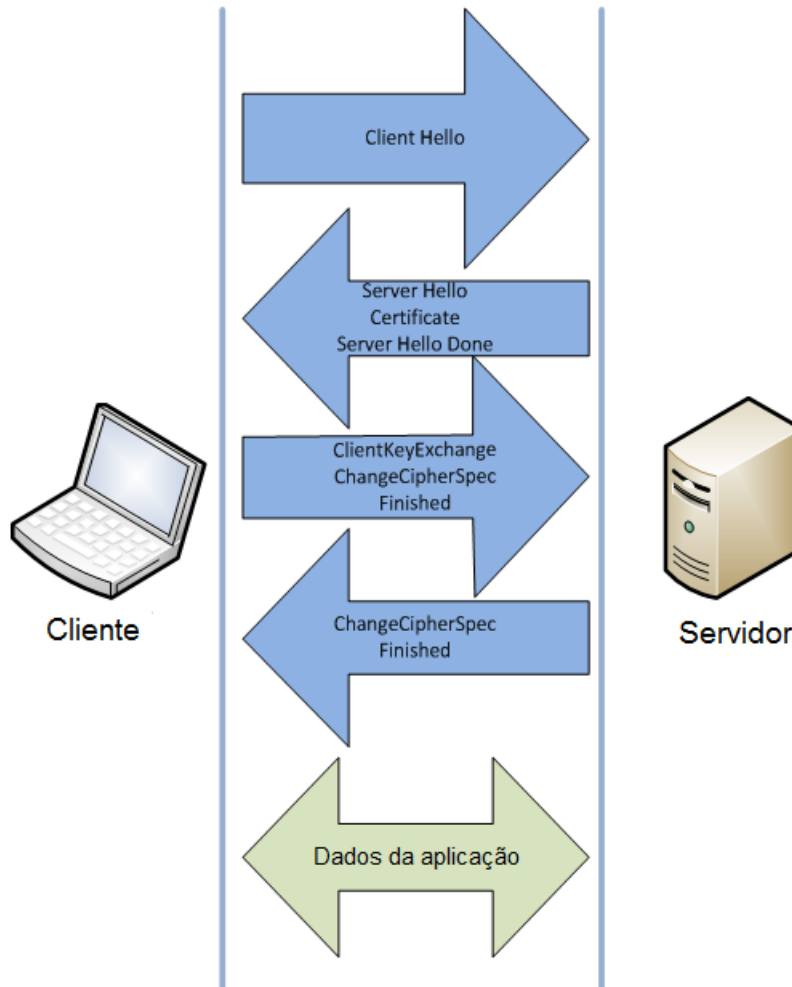 Client Hello
Server Hello
Certificate
Server Hello Done
ClientKeyExchange
ChangeCipherSpec
Finished
Cliente
Servidor
ChangeCipherSpec
Finished
Dados da aplicação